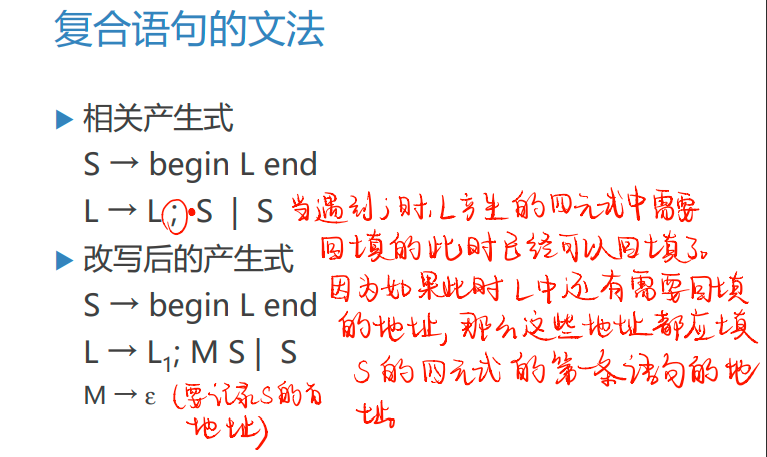 复合语句的文法
▶ 相关产生式
S → begin L end
L → L ; S | S 当遇到;时,L产生的四元式中需要
回填的此时已经可以回填了。
▶ 改写后的产生式
因为如果此时L中还有需要回填
S → begin L end
的地址,那么这些地址都应填
L → L1; M S | S
S的四元式的第一条语句的地
M → ε (要记录S的首
址。
地址)